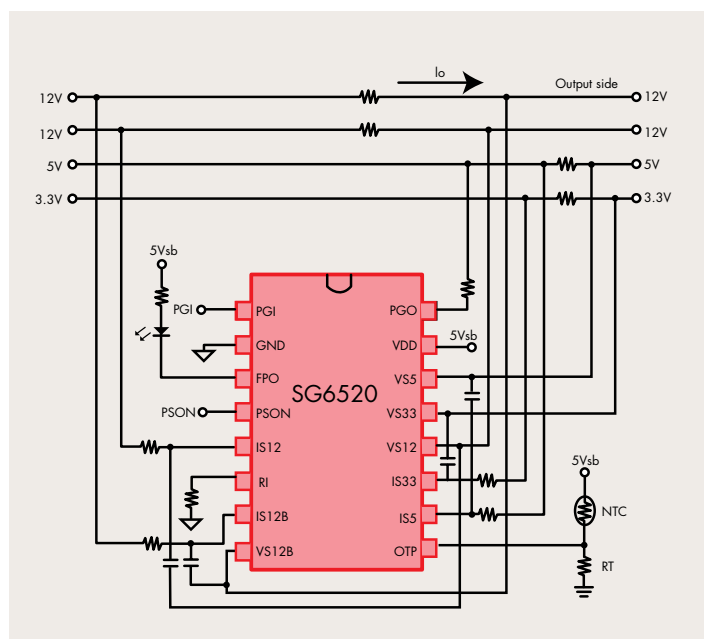 Io
Output side
12V
12V
12V
12V
5V
5V
3.3V
3.3V
5Vsb
PGI
PGI
PGO
5Vsb
GND
VDD
FPO
VS5
SG6520
PSON
PSON
VS33
IS12
VS12
5Vsb
RI
IS33
NTC
IS12B
IS5
VS12B
OTP
RT